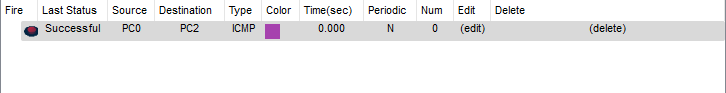 Fire Last Status Source Destination Type Color Time(sec) Periodic Num Edit Delete
Successful PC0 PC2 ICMP 0.000 N 0 (edit) (delete)